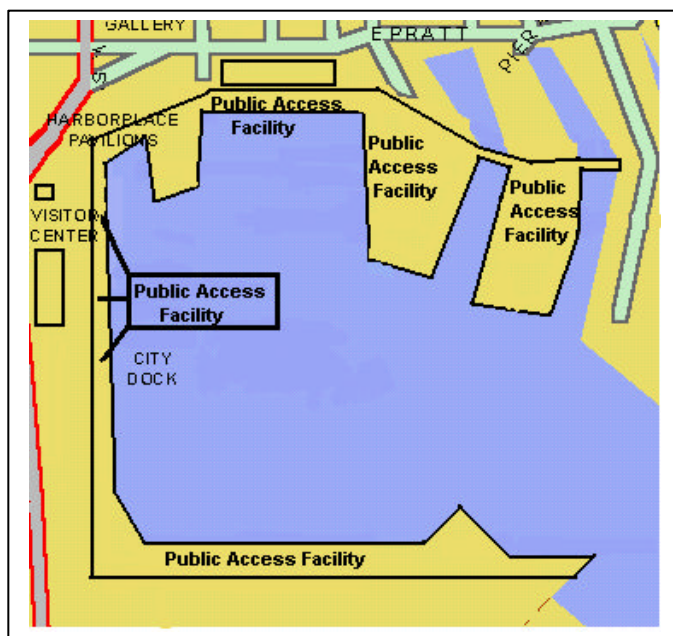 GALLERY
E PRATT
PIER
S
Public Access
Facility
HARBORPLACE
PAVILIONS
Public
Access
Facility
Public
Access
Facility
VISITOR
CENTER
Public Access
Facility
CITY
DOCK
Public Access Facility